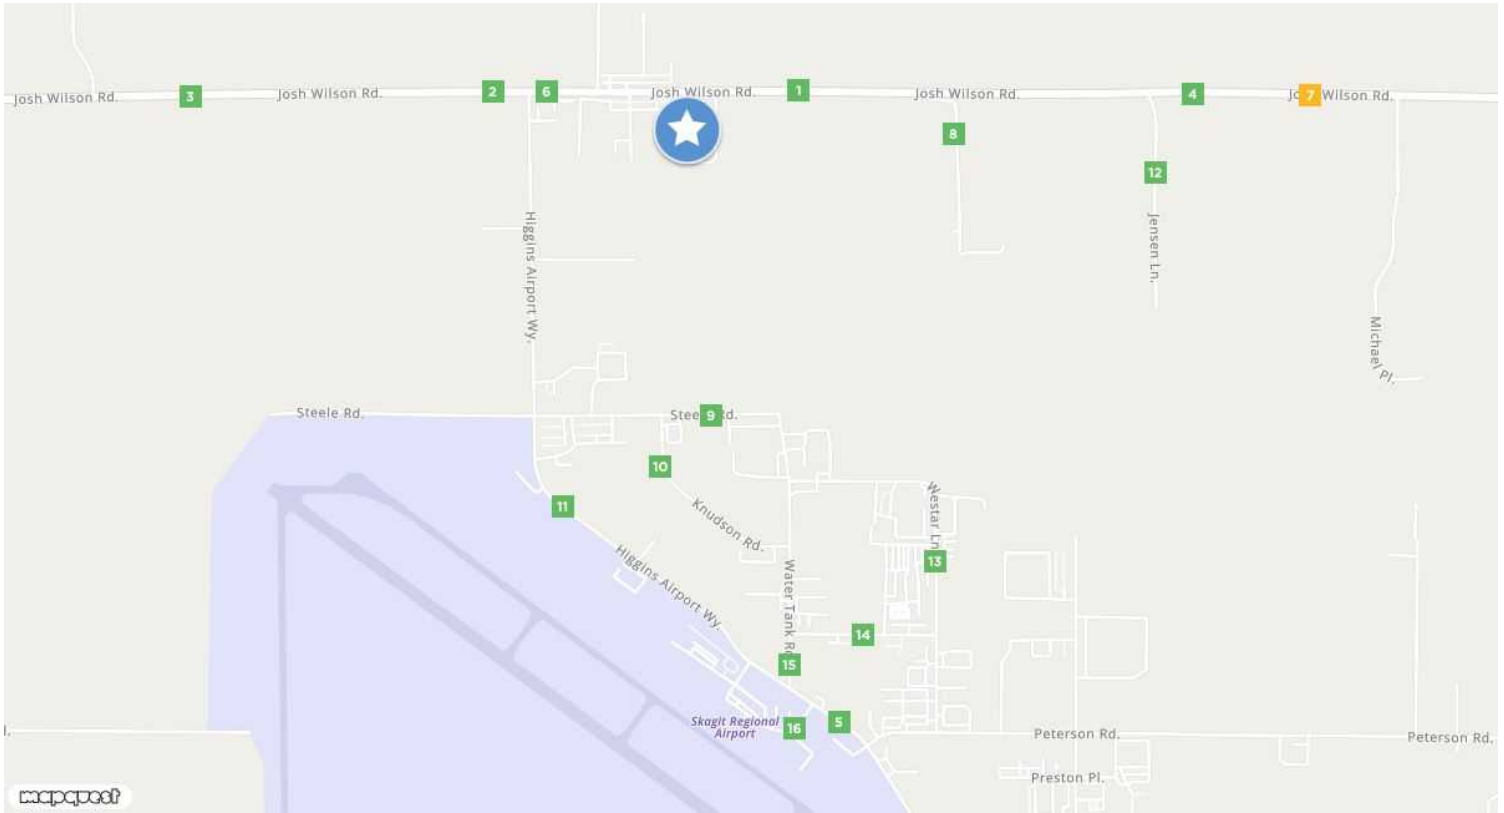 Josh Wilson Rd.
3
Josh Wilson Rd.
2
6
Josh Wilson Rd.
1
Josh Wilson Rd.
4
7
Wilson Rd.
8
12
Higgins Airport Wy.
Jensen Ln.
Michael Pl.
Steele Rd.
9
10
Knudson Rd.
11
Westar Ln.
13
Higgins Airport Wy.
Water Tank Rd.
14
15
Skagit Regional
Airport
16
5
Peterson Rd.
Peterson Rd.
Preston Pl.
mapquest